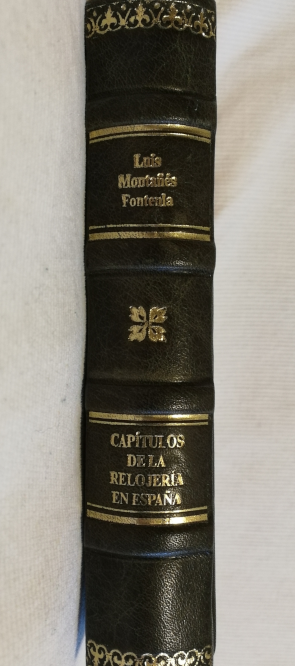 Luis
Montañés
Fontenla
CAPÍTULOS
DE LA
RELOJERÍA
EN ESPAÑA